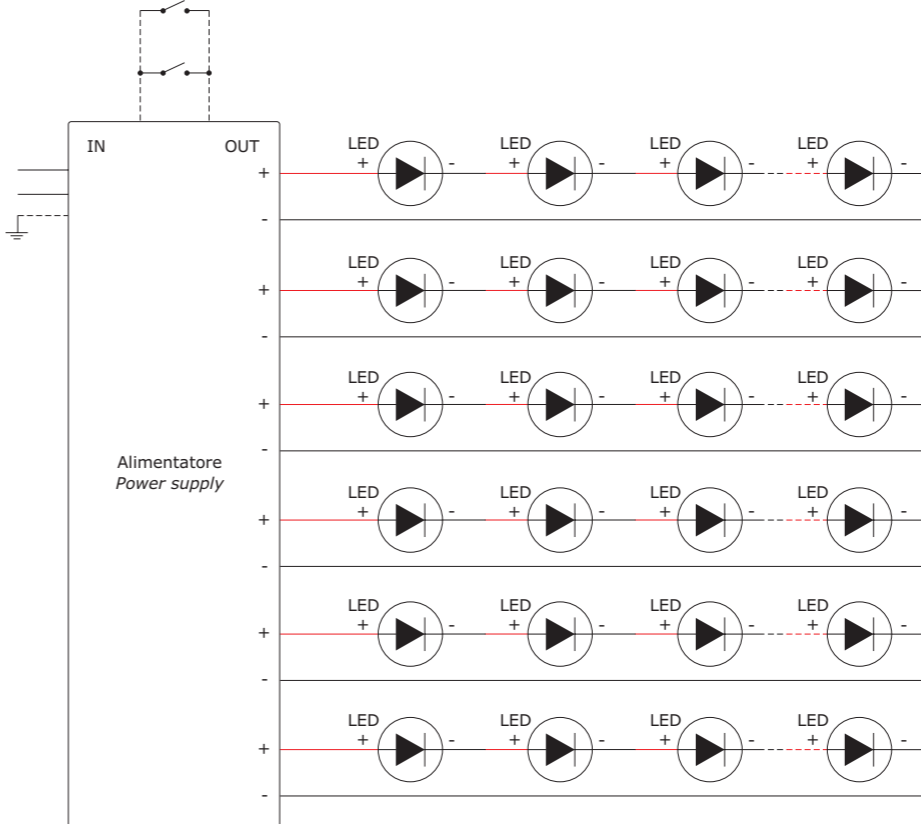 IN OUT
LED LED LED LED
+ + - + - + - + -
-
LED LED LED LED
+ + - + - + - + -
-
LED LED LED LED
+ + - + - + - + -
-
Alimentatore
Power supply
LED LED LED LED
+ + - + - + - + -
-
LED LED LED LED
+ + - + - + - + -
-
LED LED LED LED
+ + - + - + - + -
-